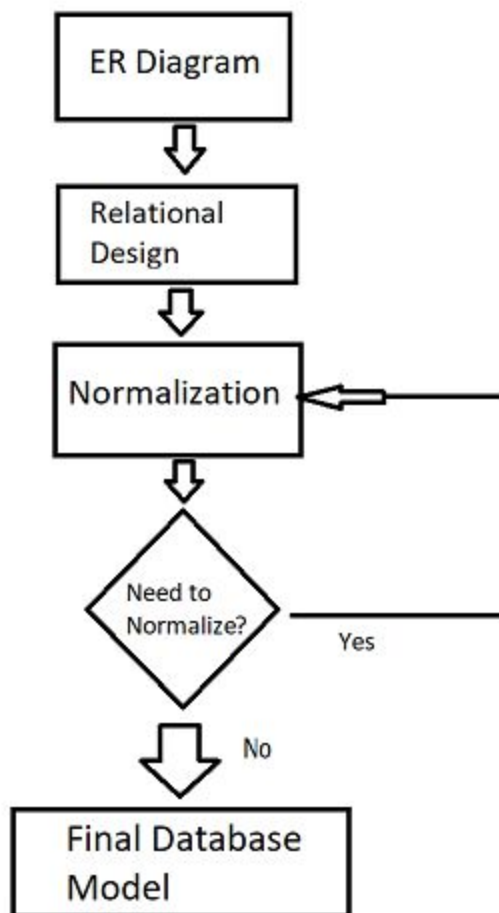 ER Diagram
Relational
Design
Normalization
Need to
Normalize?
Yes
No
Final Database
Model